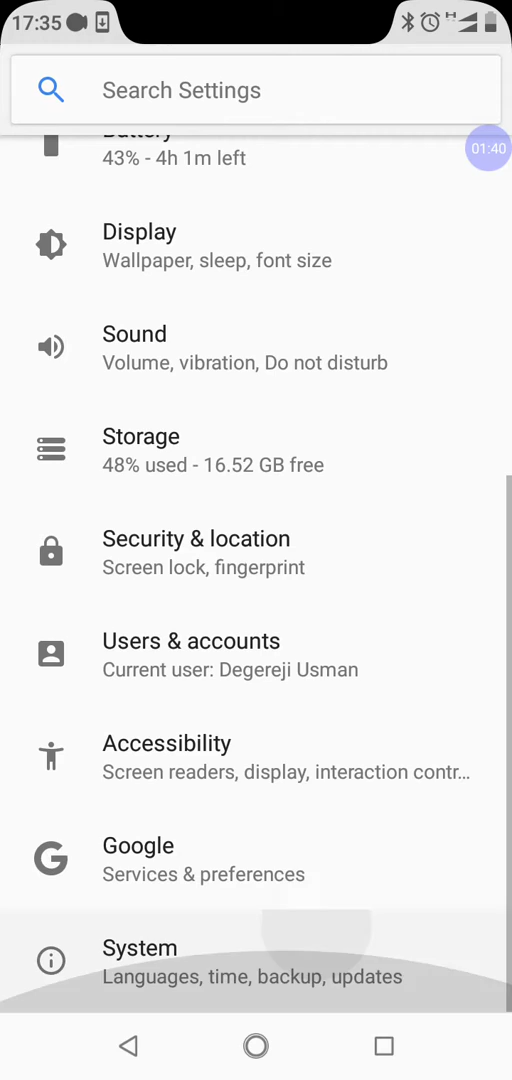 17:35
Search Settings
Battery
43% - 4h 1m left
01:40
Display
Wallpaper, sleep, font size
Sound
Volume, vibration, Do not disturb
Storage
48% used - 16.52 GB free
Security & location
Screen lock, fingerprint
Users & accounts
Current user: Degereji Usman
Accessibility
Screen readers, display, interaction contr...
Google
Services & preferences
System
Languages, time, backup, updates